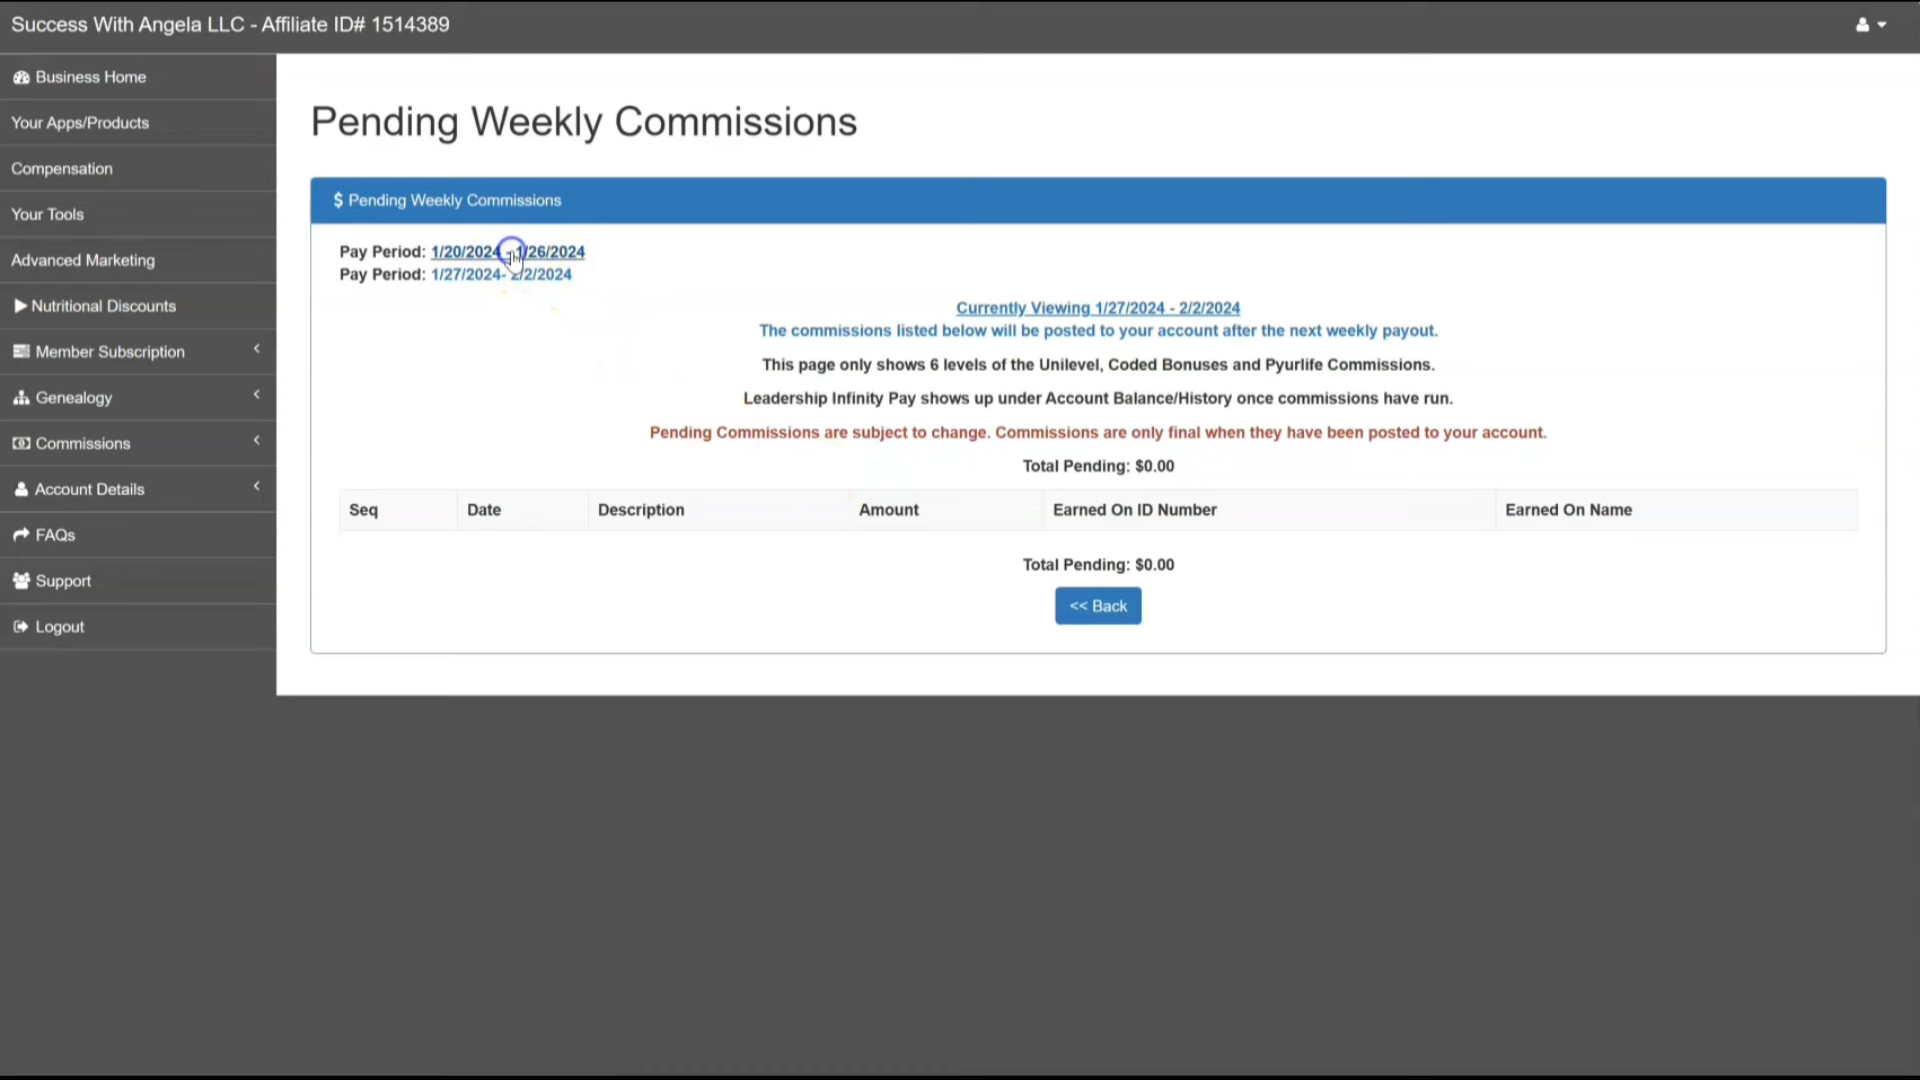 Success With Angela LLC - Affiliate ID# 1514389
Business Home
Your Apps/Products
Compensation
Your Tools
Advanced Marketing
Nutritional Discounts
Member Subscription
Genealogy
Commissions
Account Details
FAQs
Support
Logout
Pending Weekly Commissions
$ Pending Weekly Commissions
Pay Period: 1/20/2024 - 1/26/2024
Pay Period: 1/27/2024- 2/2/2024
Currently Viewing 1/27/2024 - 2/2/2024
The commissions listed below will be posted to your account after the next weekly payout.
This page only shows 6 levels of the Unilevel, Coded Bonuses and Pyurlife Commissions.
Leadership Infinity Pay shows up under Account Balance/History once commissions have run.
Pending Commissions are subject to change. Commissions are only final when they have been posted to your account.
Total Pending: $0.00
Seq Date Description Amount Earned On ID Number Earned On Name
Total Pending: $0.00
<< Back